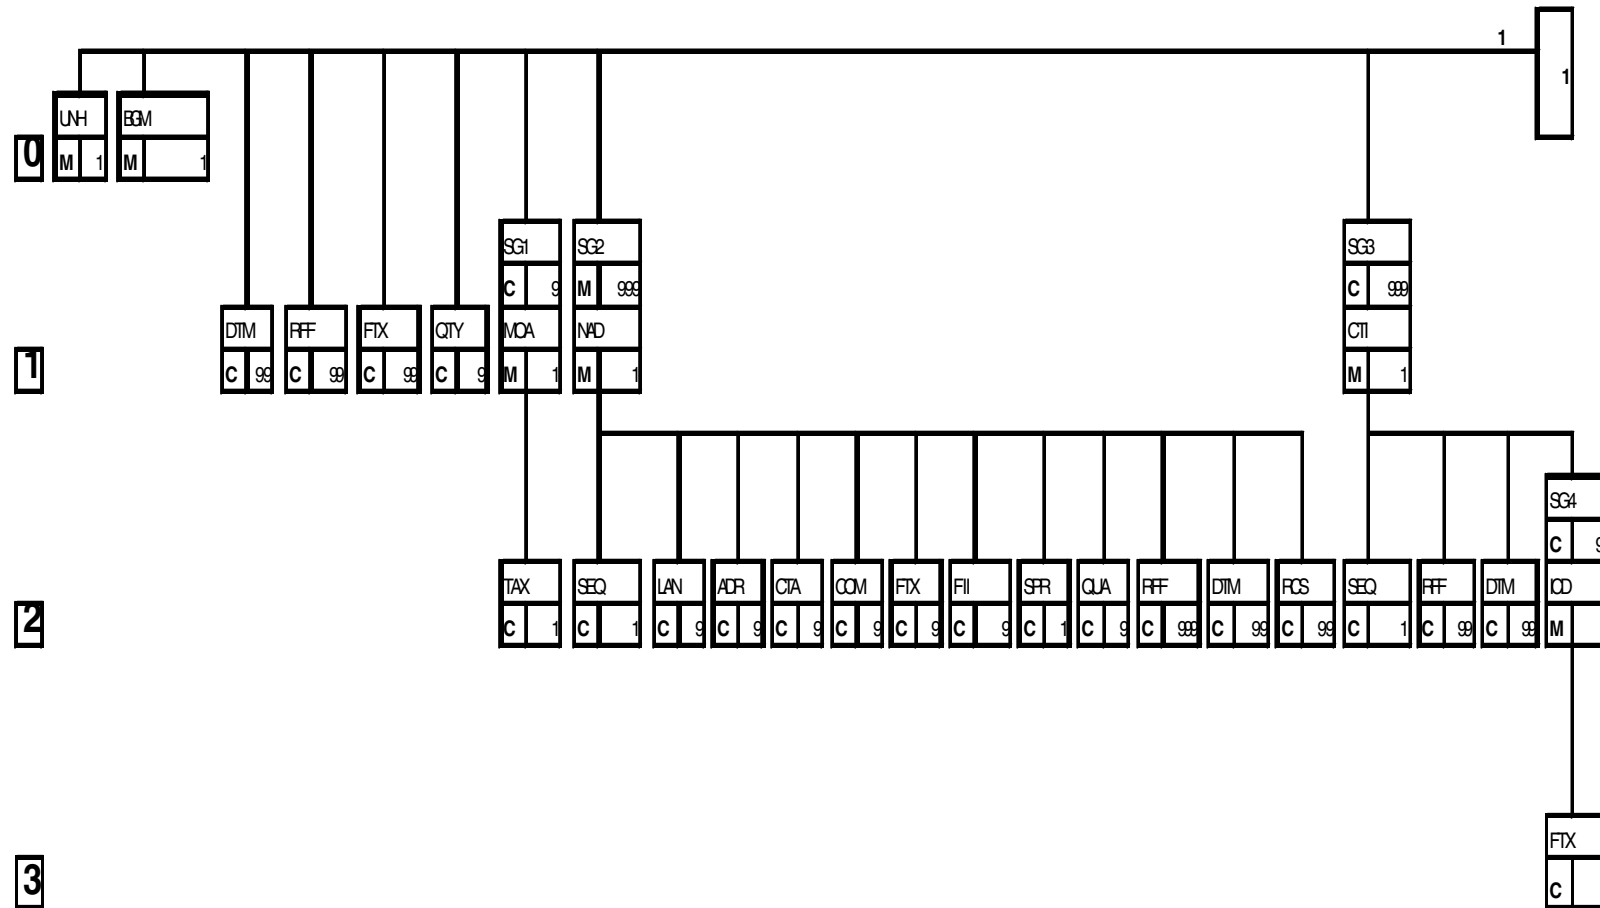 1
1
UNH BGM
0 M 1 M 1
SG1 SG2 SG3
C 9 M 999 C 999
DTM RFF FTX QTY MOA NAD CTI
1 C 99 C 99 C 99 C 9 M 1 M 1 M 1
SG4
C 9
TAX SEQ LAN ADR CTA COM FTX FII SPR QUA RFF DTM RCS SEQ RFF DTM ICD
2 C 1 C 1 C 9 C 9 C 9 C 9 C 9 C 9 C 1 C 9 C 999 C 99 C 99 C 1 C 99 C 99 M
FTX
3 C